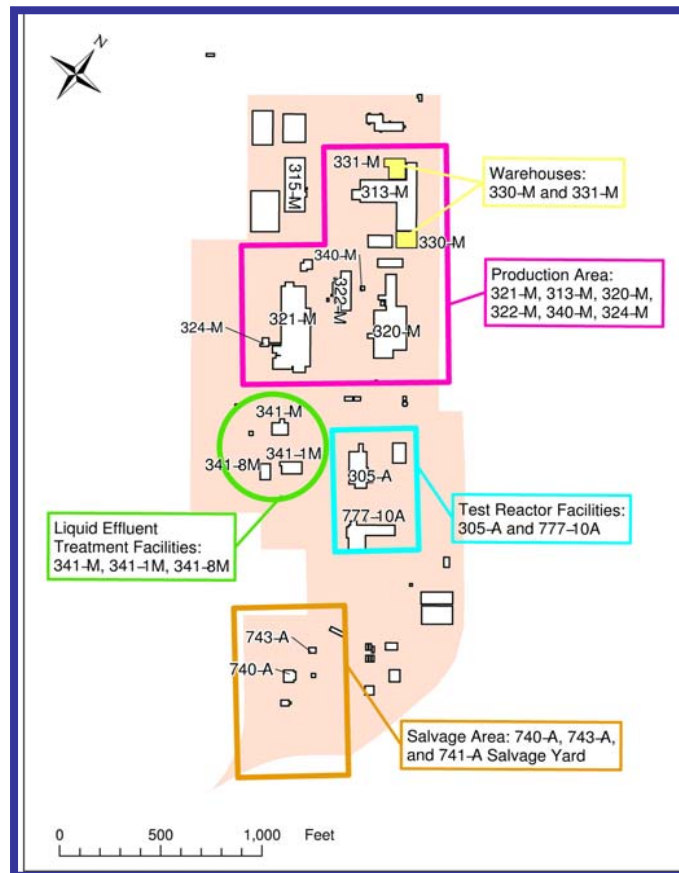 N
331-M
315-M
313-M
Warehouses:
330-M and 331-M
330-M
340-M
322-M
321-M
324-M
320-M
Production Area:
321-M, 313-M, 320-M,
322-M, 340-M, 324-M
341-M
341-1M
341-8M
305-A
777-10A
Test Reactor Facilities:
305-A and 777-10A
Liquid Effluent
Treatment Facilities:
341-M, 341-1M, 341-8M
743-A
740-A
Salvage Area: 740-A, 743-A,
and 741-A Salvage Yard
0 500 1,000 Feet